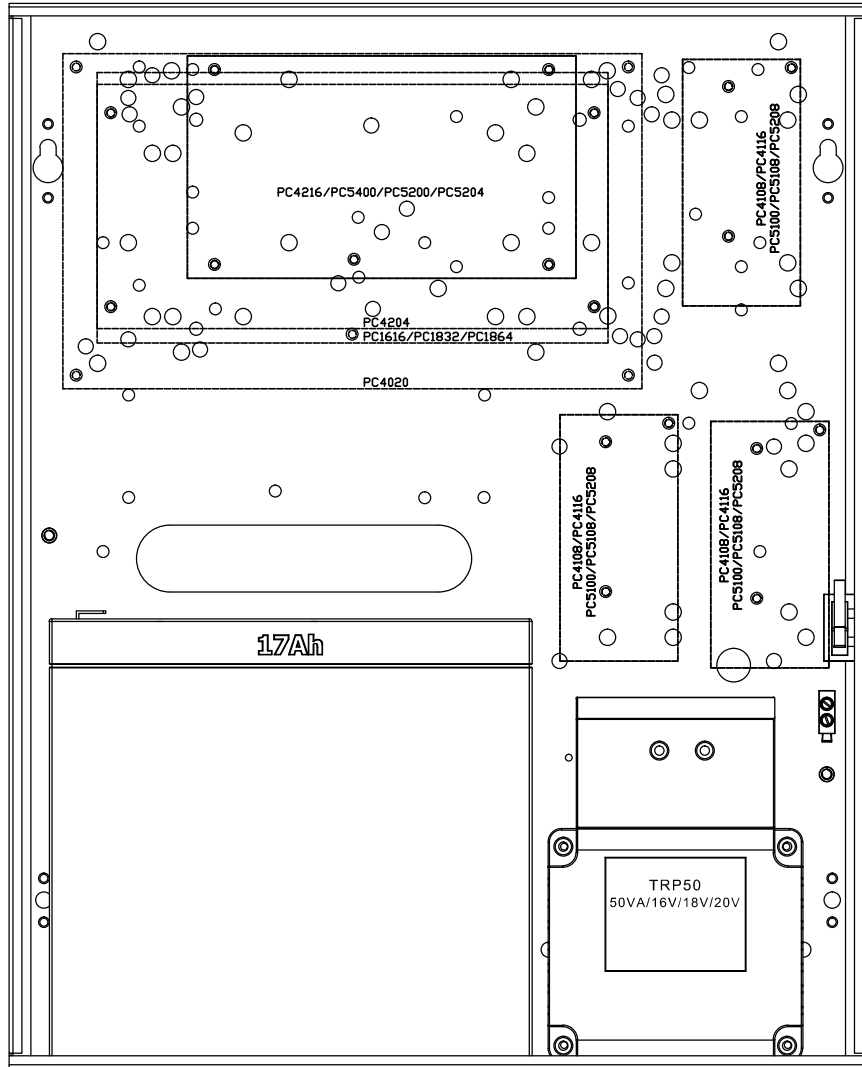 PC4216/PC5400/PC5200/PC5204
PC4108/PC4116
PC5100/PC5108/PC5208
PC4204
PC1616/PC1832/PC1864
PC4020
PC4108/PC4116
PC5100/PC5108/PC5208
PC4108/PC4116
PC5100/PC5108/PC5208
17Ah
TRP50
50VA/16V/18V/20V